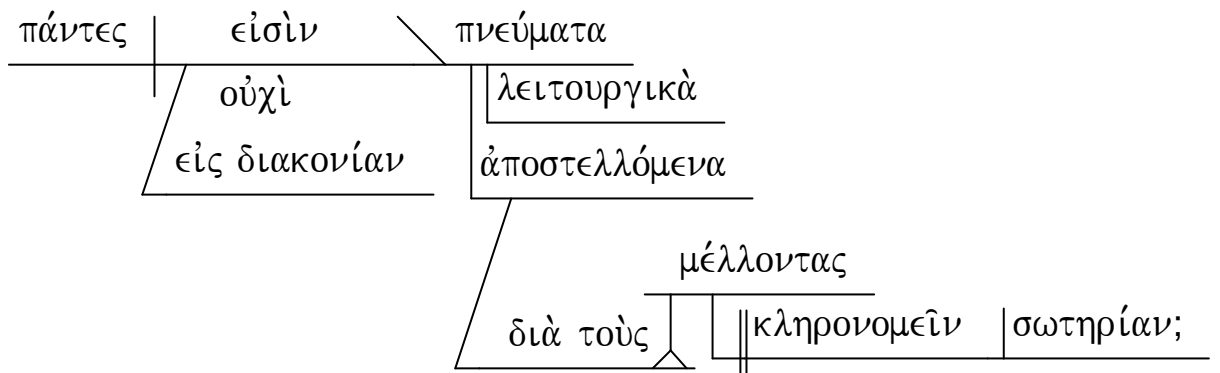 πάντες εἰσὶν πνεύματα
οὐχὶ λειτουργικὰ
εἰς διακονίαν ἀποστελλόμενα
μέλλοντας
διὰ τοὺς κληρονομεῖν σωτηρίαν;